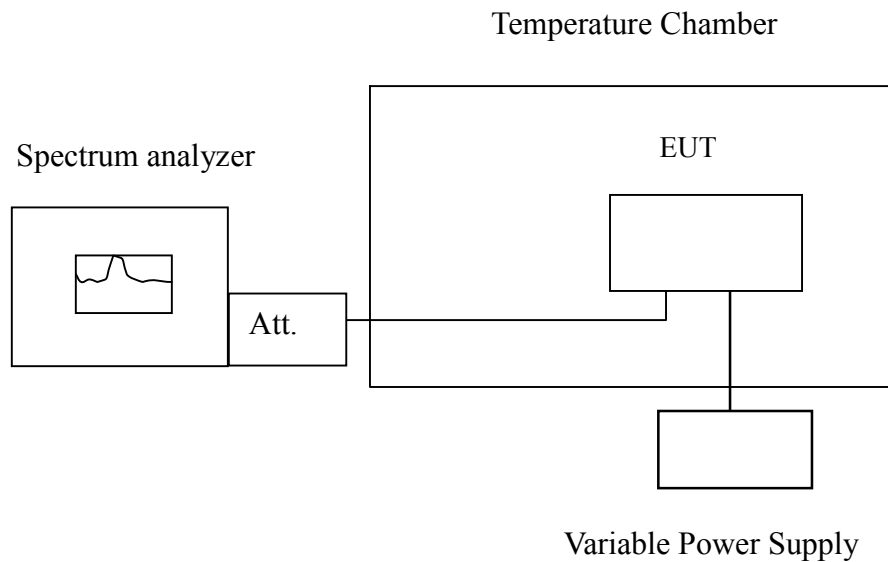 Temperature Chamber
Spectrum analyzer
EUT
Att.
Variable Power Supply